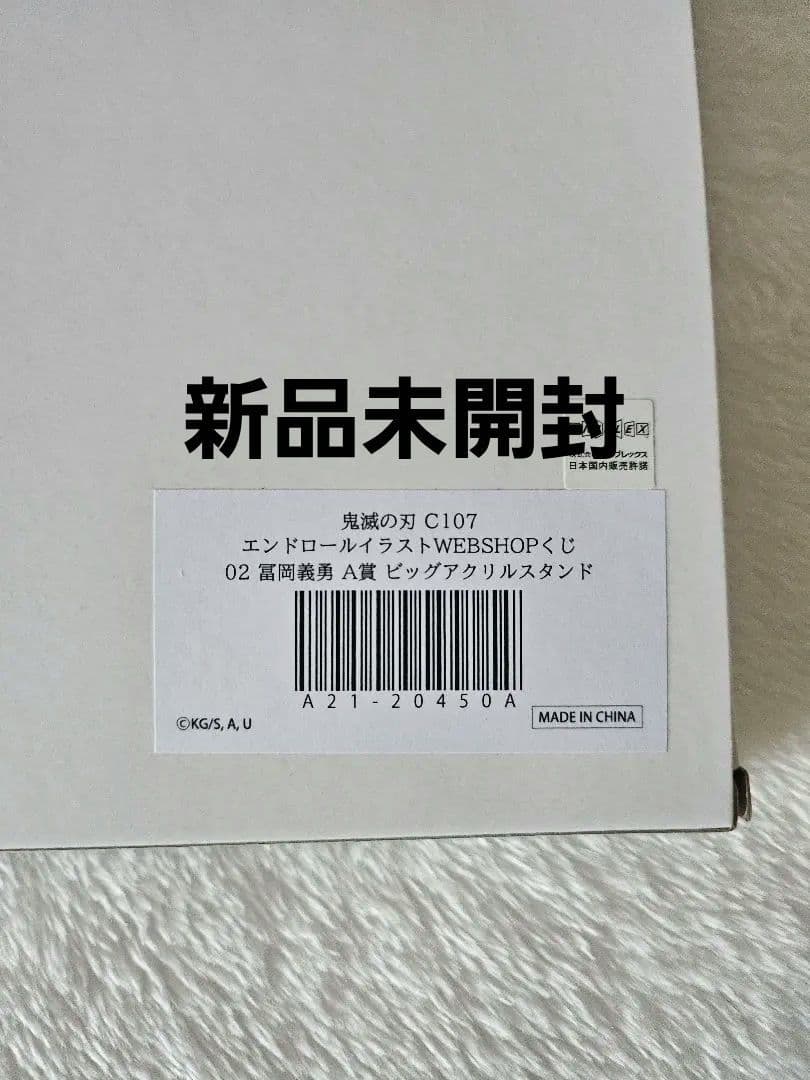 新品未開封
日本国内販売許諾
鬼滅の刃 C107
エンドロールイラストWEBSHOPくじ
02 冨岡義勇 A賞 ビッグアクリルスタンド
A21-20450A
©KG/S, A, U
MADE IN CHINA